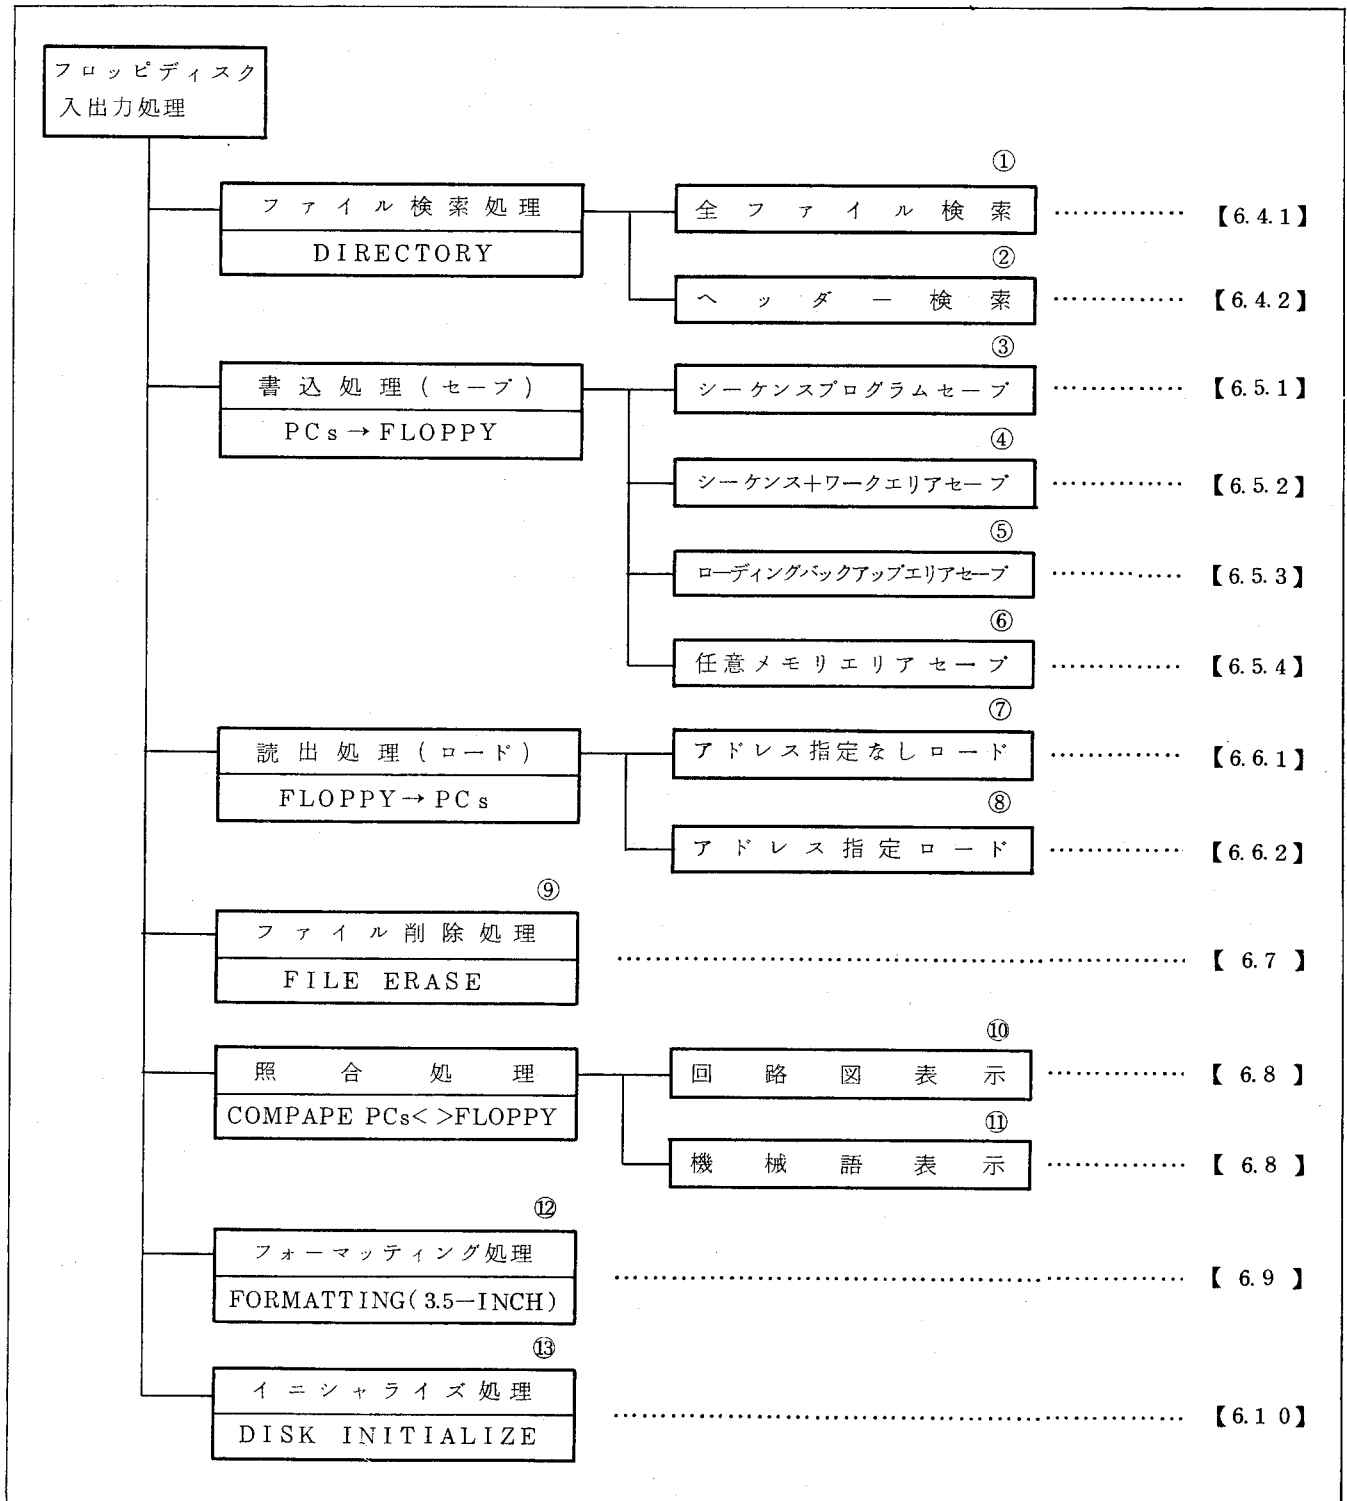 フロッピディスク
入出力処理
①
ファイル検索処理
DIRECTORY
全ファイル検索 ‥‥‥‥‥ 【6.4.1】
②
ヘッダー検索 ‥‥‥‥‥ 【6.4.2】
③
書込処理(セーブ)
PCs→FLOPPY
シーケンスプログラムセーブ ‥‥‥‥‥ 【6.5.1】
④
シーケンス+ワークエリアセーブ ‥‥‥‥‥ 【6.5.2】
⑤
ローディングバックアップエリアセーブ ‥‥‥‥‥ 【6.5.3】
⑥
任意メモリエリアセーブ ‥‥‥‥‥ 【6.5.4】
⑦
読出処理(ロード)
FLOPPY→PCs
アドレス指定なしロード ‥‥‥‥‥ 【6.6.1】
⑧
アドレス指定ロード ‥‥‥‥‥ 【6.6.2】
⑨
ファイル削除処理
FILE ERASE ‥‥‥‥‥ 【6.7】
⑩
照合処理
COMPAPE PCs<>FLOPPY
回路図表示 ‥‥‥‥‥ 【6.8】
⑪
機械語表示 ‥‥‥‥‥ 【6.8】
⑫
フォーマッティング処理
FORMATTING(3.5-INCH) ‥‥‥‥‥ 【6.9】
⑬
イニシャライズ処理
DISK INITIALIZE ‥‥‥‥‥ 【6.10】